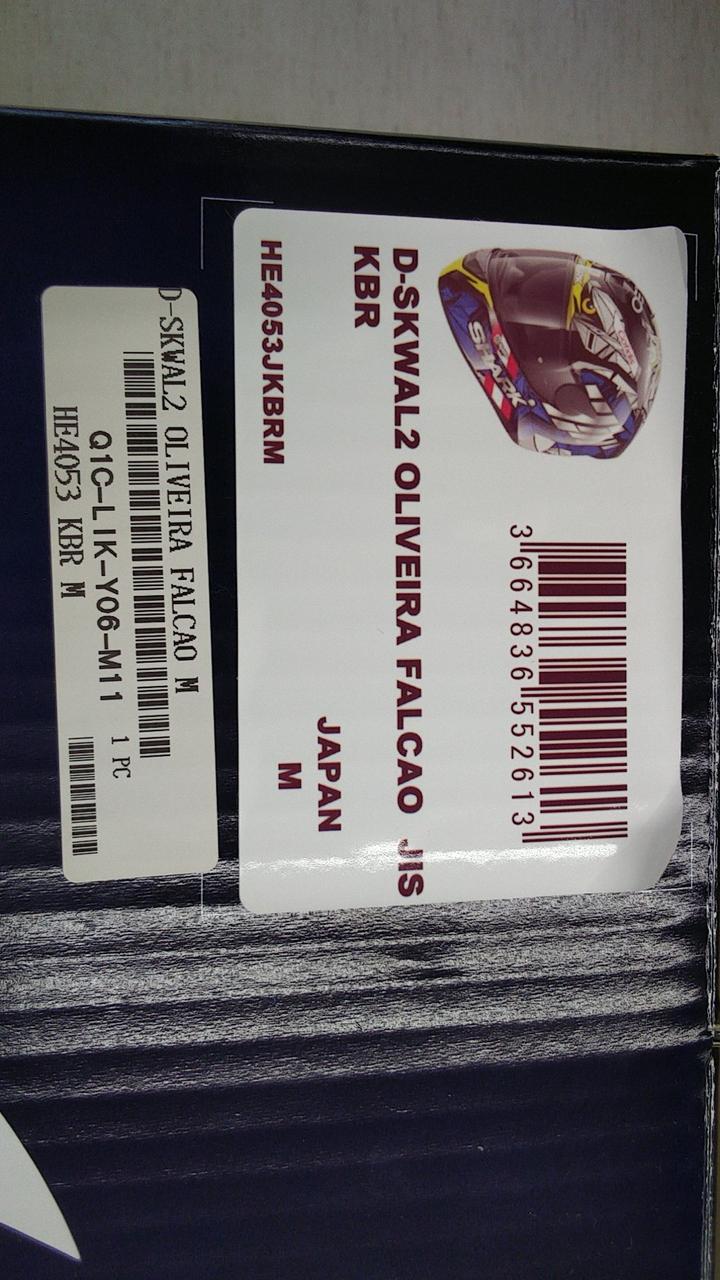 SHARK
3 664836 552613
D-SKWAL2 OLIVEIRA FALCAO JIS
KBR
JAPAN
M
HE4053JKBRM
D-SKWAL2 OLIVEIRA FALCAO M
Q1C-LIK-Y06-M11 1 PC
HE4053 KBR M